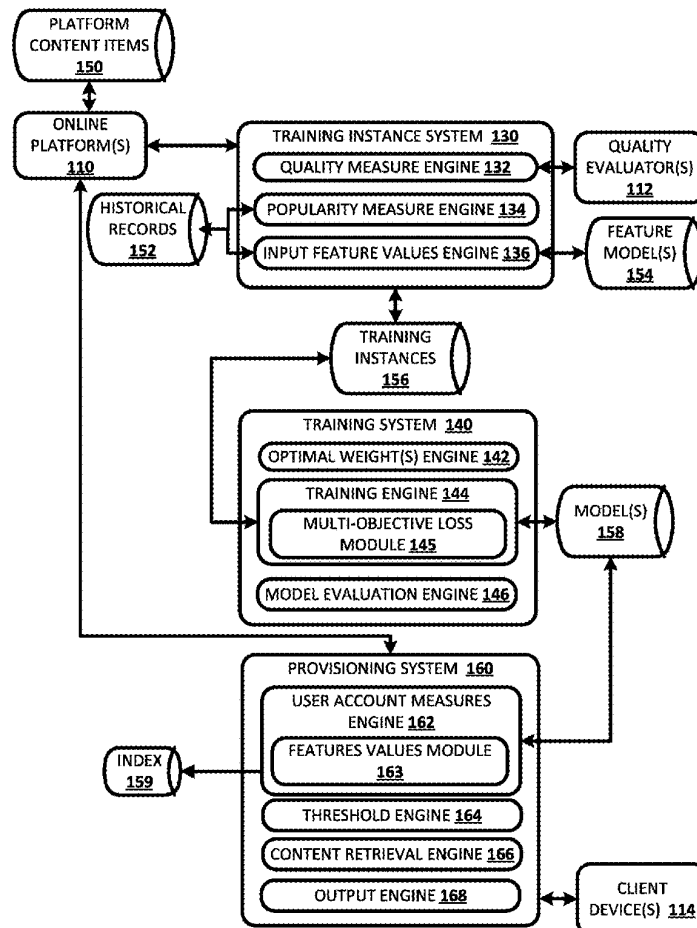 PLATFORM
CONTENT ITEMS
150
ONLINE
PLATFORM(S)
110
TRAINING INSTANCE SYSTEM 130
QUALITY MEASURE ENGINE 132
QUALITY
EVALUATOR(S)
112
HISTORICAL
RECORDS
152
POPULARITY MEASURE ENGINE 134
INPUT FEATURE VALUES ENGINE 136
FEATURE
MODEL(S)
154
TRAINING
INSTANCES
156
TRAINING SYSTEM 140
OPTIMAL WEIGHT(S) ENGINE 142
TRAINING ENGINE 144
MULTI-OBJECTIVE LOSS
MODULE 145
MODEL(S)
158
MODEL EVALUATION ENGINE 146
PROVISIONING SYSTEM 160
USER ACCOUNT MEASURES
ENGINE 162
FEATURES VALUES MODULE
163
INDEX
159
THRESHOLD ENGINE 164
CONTENT RETRIEVAL ENGINE 166
OUTPUT ENGINE 168
CLIENT
DEVICE(S) 114